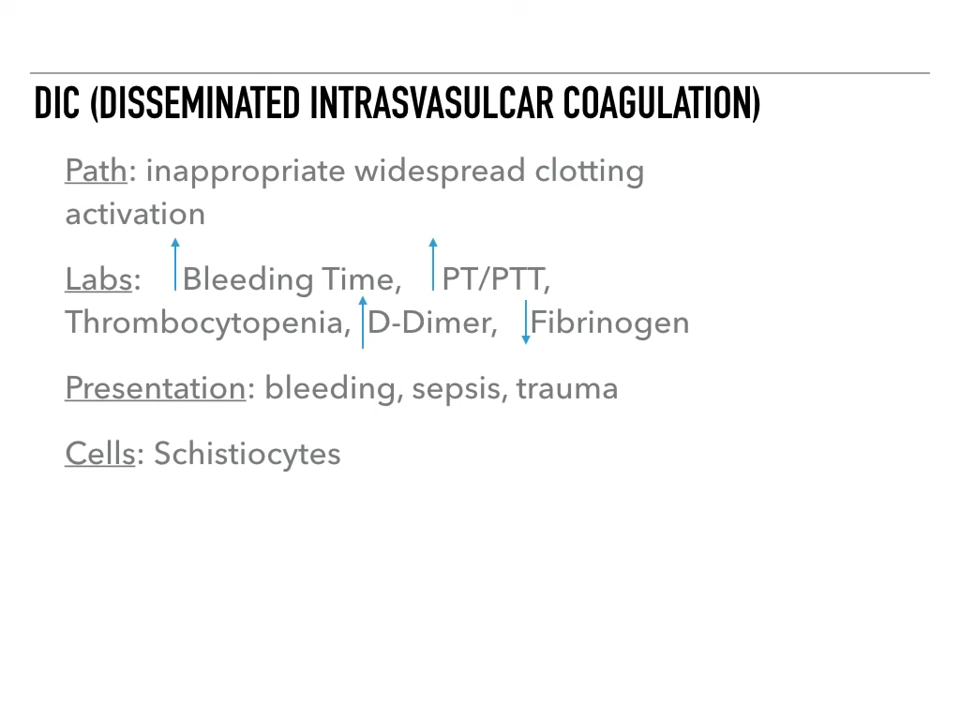 DIC (DISSEMINATED INTRASVASULCAR COAGULATION)
Path: inappropriate widespread clotting
activation
Labs: Bleeding Time, PT/PTT,
Thrombocytopenia, D-Dimer, Fibrinogen
Presentation: bleeding, sepsis, trauma
Cells: Schistiocytes